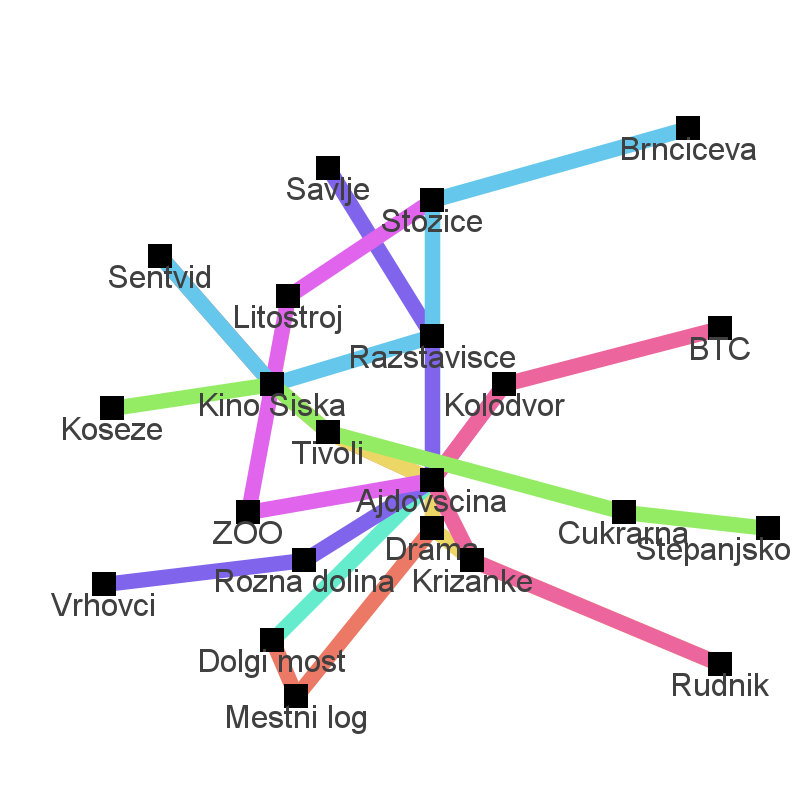 Brnciceva
Savlje
Stozice
Sentvid
Litostroj
Razstavisce
BTC
Kino Siska
Kolodvor
Koseze
Tivoli
Ajdovscina
ZOO
Cukrarna
Drama
Stepanjsko
Rozna dolina
Krizanke
Vrhovci
Dolgi most
Rudnik
Mestni log